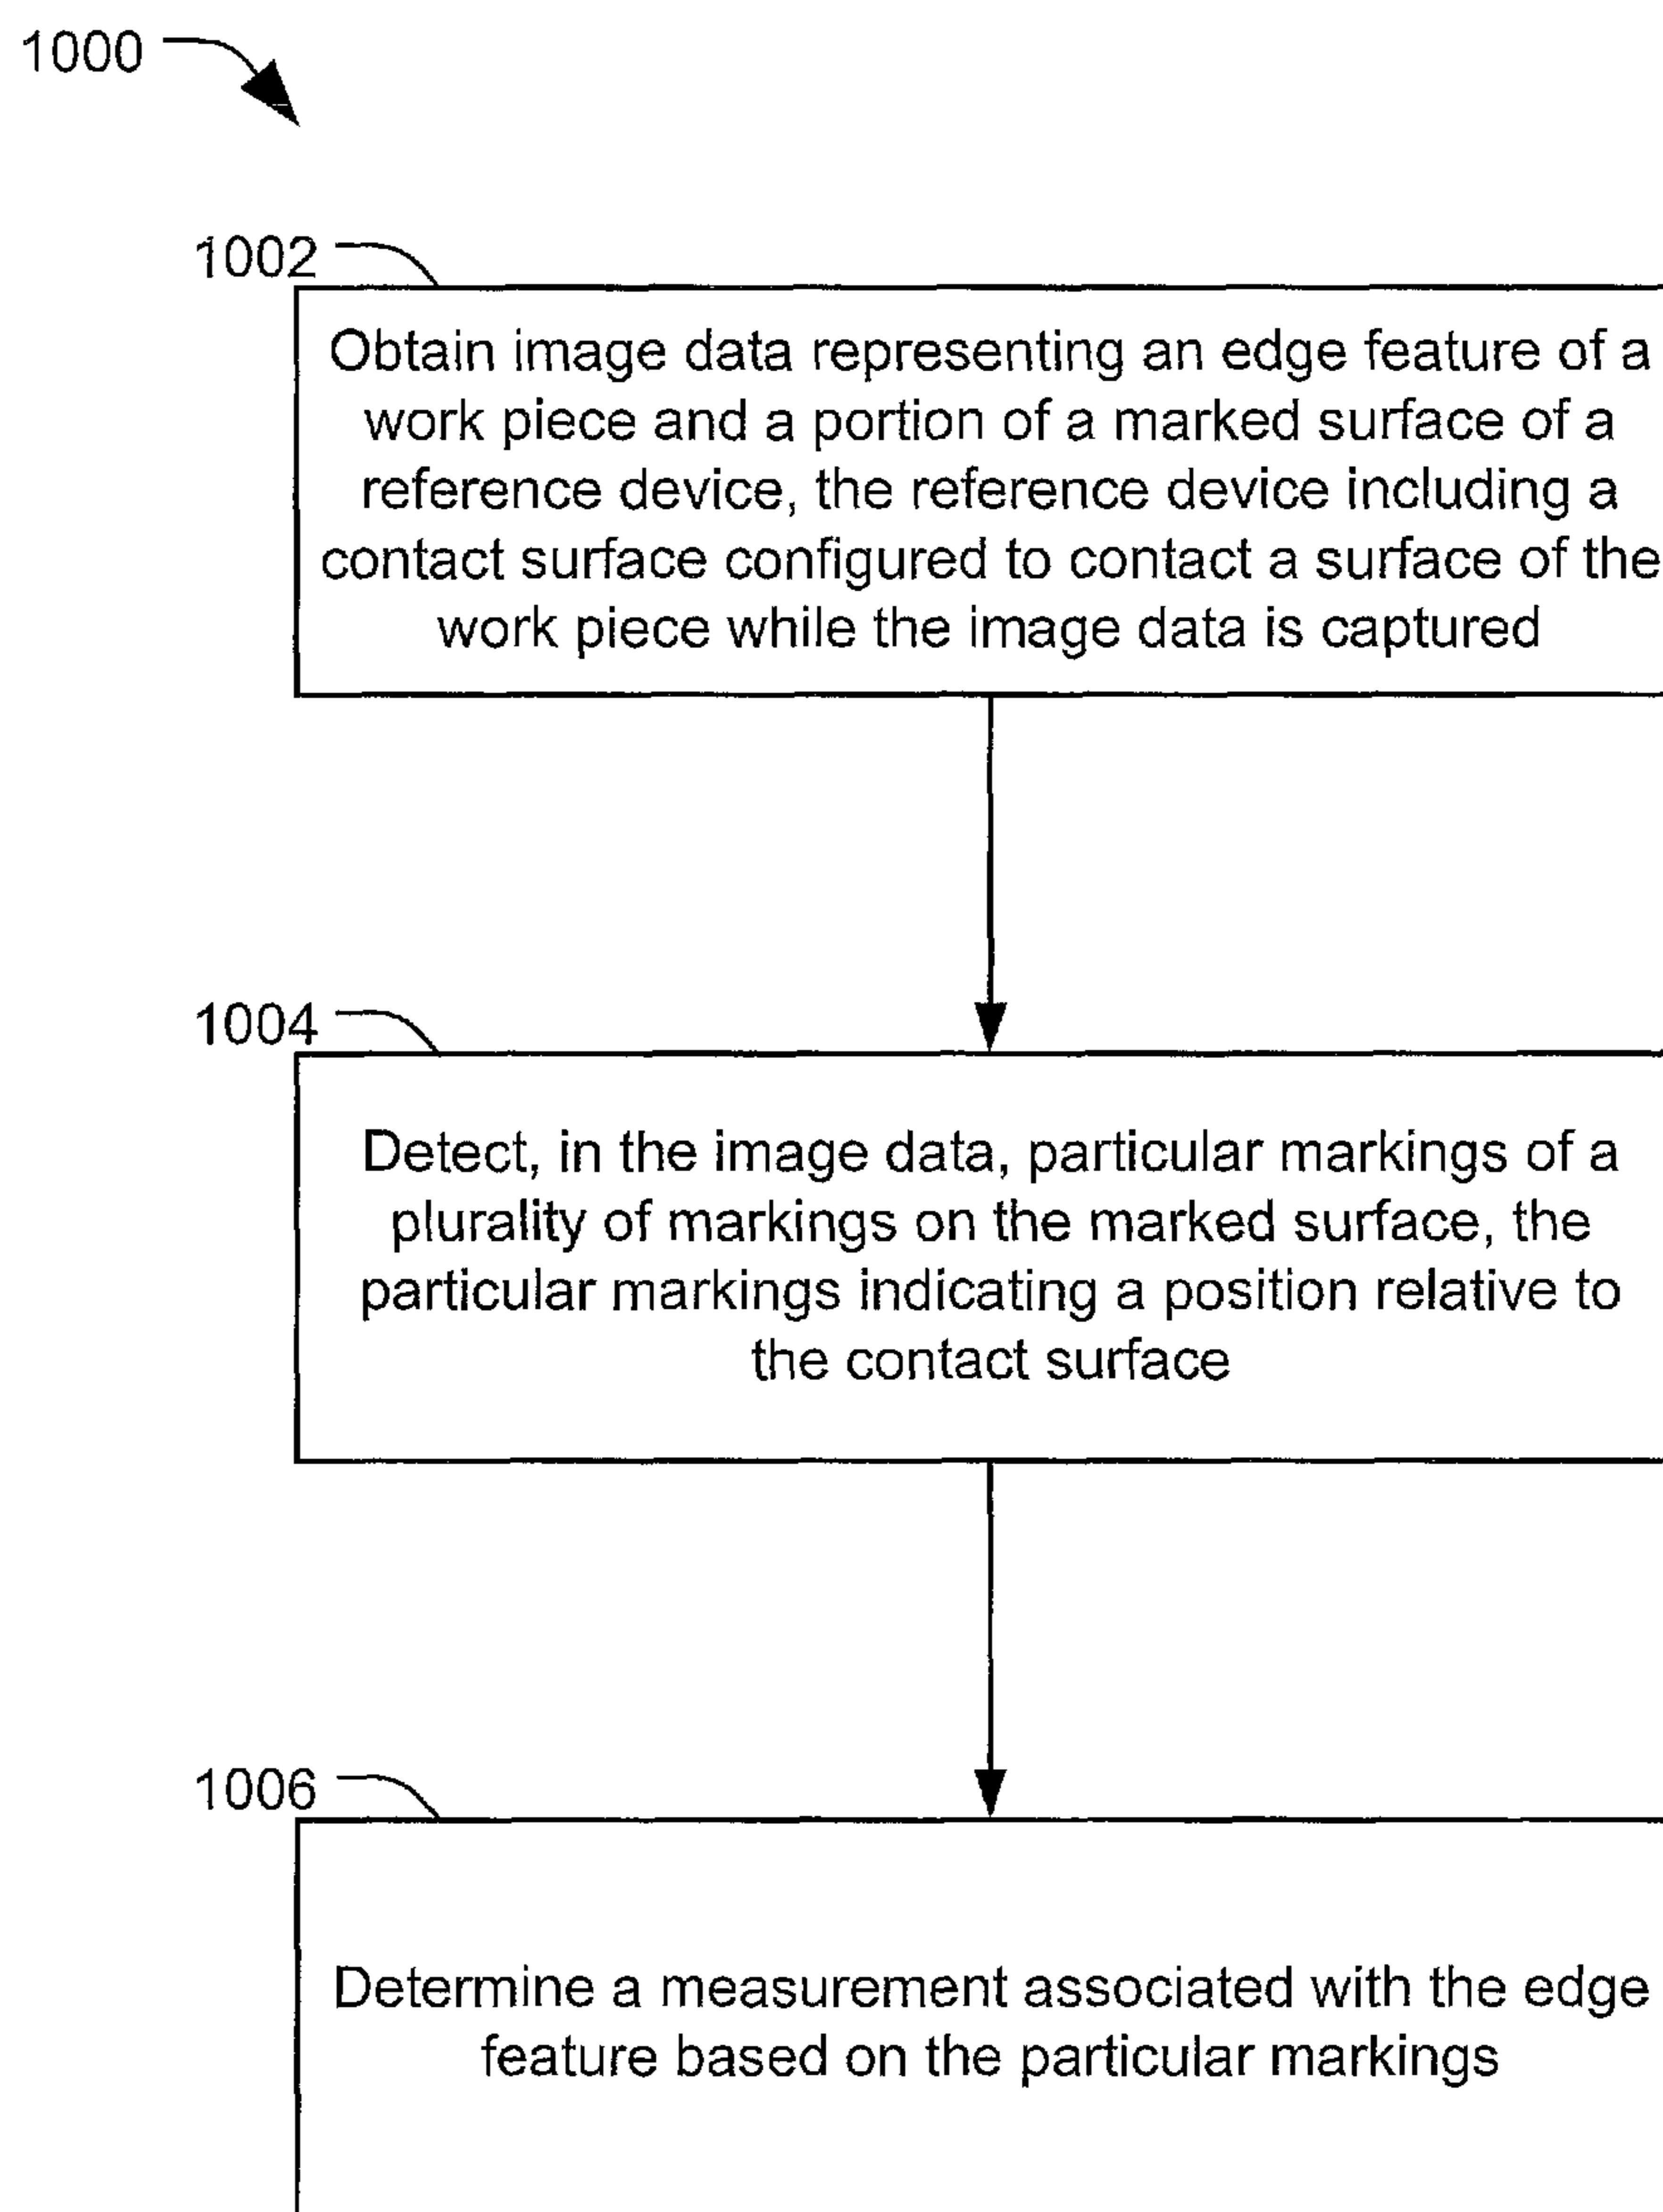 1000
1002
Obtain image data representing an edge feature of a
work piece and a portion of a marked surface of a
reference device, the reference device including a
contact surface configured to contact a surface of the
work piece while the image data is captured
1004
Detect, in the image data, particular markings of a
plurality of markings on the marked surface, the
particular markings indicating a position relative to
the contact surface
1006
Determine a measurement associated with the edge
feature based on the particular markings